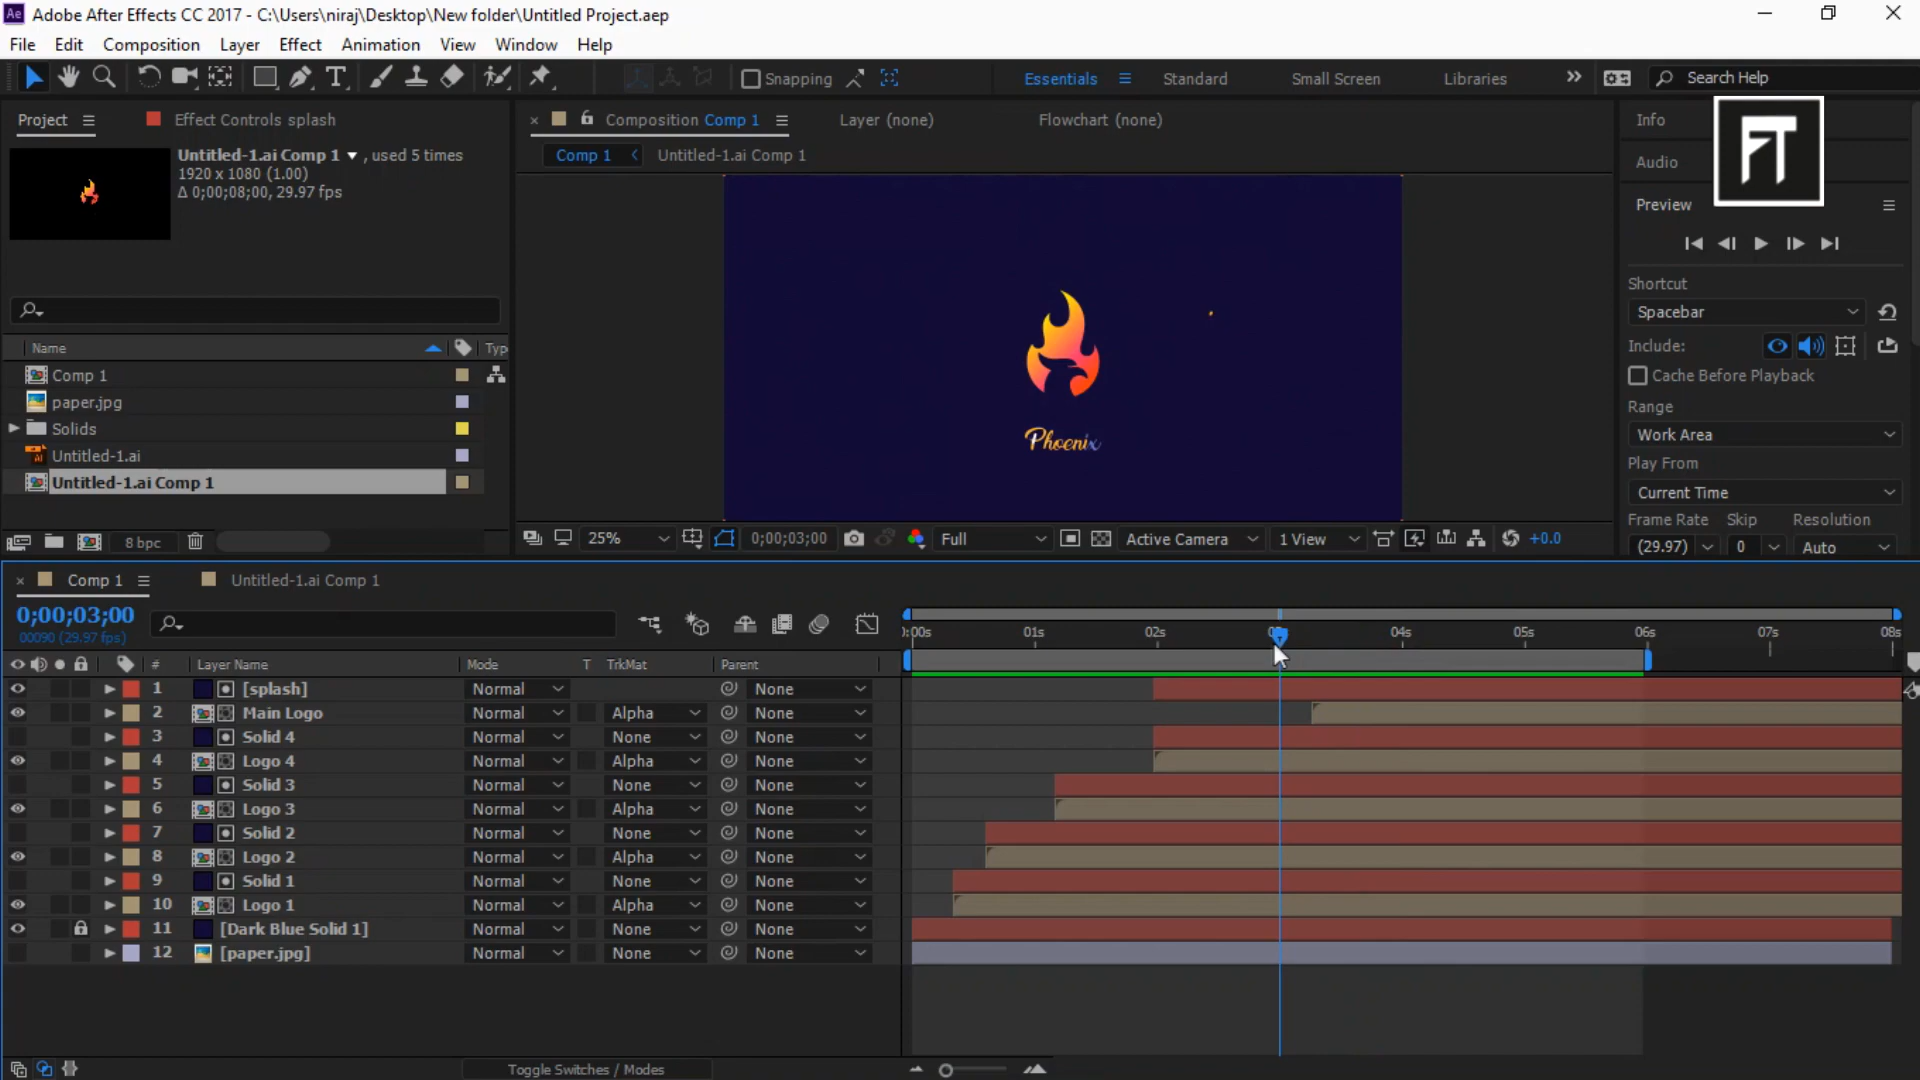 Ae Adobe After Effects CC 2017 - C:\Users\niraj\Desktop\New folder\Untitled Project.aep
File Edit Composition Layer Effect Animation View Window Help
Snapping Essentials Standard Small Screen Libraries Search Help
Project Effect Controls splash
Composition Comp 1 Layer (none) Flowchart (none)
Info
FT
Untitled-1.ai Comp 1 , used 5 times
1920 x 1080 (1.00)
Δ 0;00;08;00, 29.97 fps
Comp 1 Untitled-1.ai Comp 1
Audio
Preview
Phoenix
Shortcut
Spacebar
Include:
Cache Before Playback
Range
Work Area
Play From
Current Time
Frame Rate Skip Resolution
(29.97) 0 Auto
Name Typ
Comp 1
paper.jpg
Solids
Untitled-1.ai
Untitled-1.ai Comp 1
8 bpc
25% 0;00;03;00 Full Active Camera 1 View +0.0
Comp 1 Untitled-1.ai Comp 1
0;00;03;00
00090 (29.97 fps)
):00s 01s 02s 04s 05s 06s 07s 08s
# Layer Name Mode T TrkMat Parent
1 [splash] Normal None
2 Main Logo Normal Alpha None
3 Solid 4 Normal None None
4 Logo 4 Normal Alpha None
5 Solid 3 Normal None None
6 Logo 3 Normal Alpha None
7 Solid 2 Normal None None
8 Logo 2 Normal Alpha None
9 Solid 1 Normal None None
10 Logo 1 Normal Alpha None
11 [Dark Blue Solid 1] Normal None None
12 [paper.jpg] Normal None None
Toggle Switches / Modes